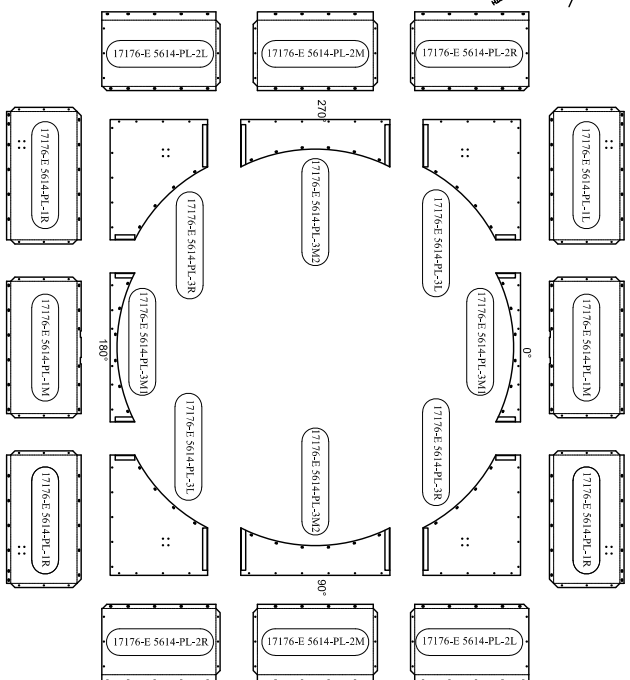 17176-E 5614-PL-2L
17176-E 5614-PL-2M
17176-E 5614-PL-2R
270°
17176-E 5614-PL-1R
17176-E 5614-PL-3R
17176-E 5614-PL-3M2
17176-E 5614-PL-3L
17176-E 5614-PL-1L
17176-E 5614-PL-1M
180°
17176-E 5614-PL-3M1
17176-E 5614-PL-3M1
0°
17176-E 5614-PL-1M
17176-E 5614-PL-1R
17176-E 5614-PL-3L
17176-E 5614-PL-3M2
17176-E 5614-PL-3R
17176-E 5614-PL-1R
90°
17176-E 5614-PL-2R
17176-E 5614-PL-2M
17176-E 5614-PL-2L